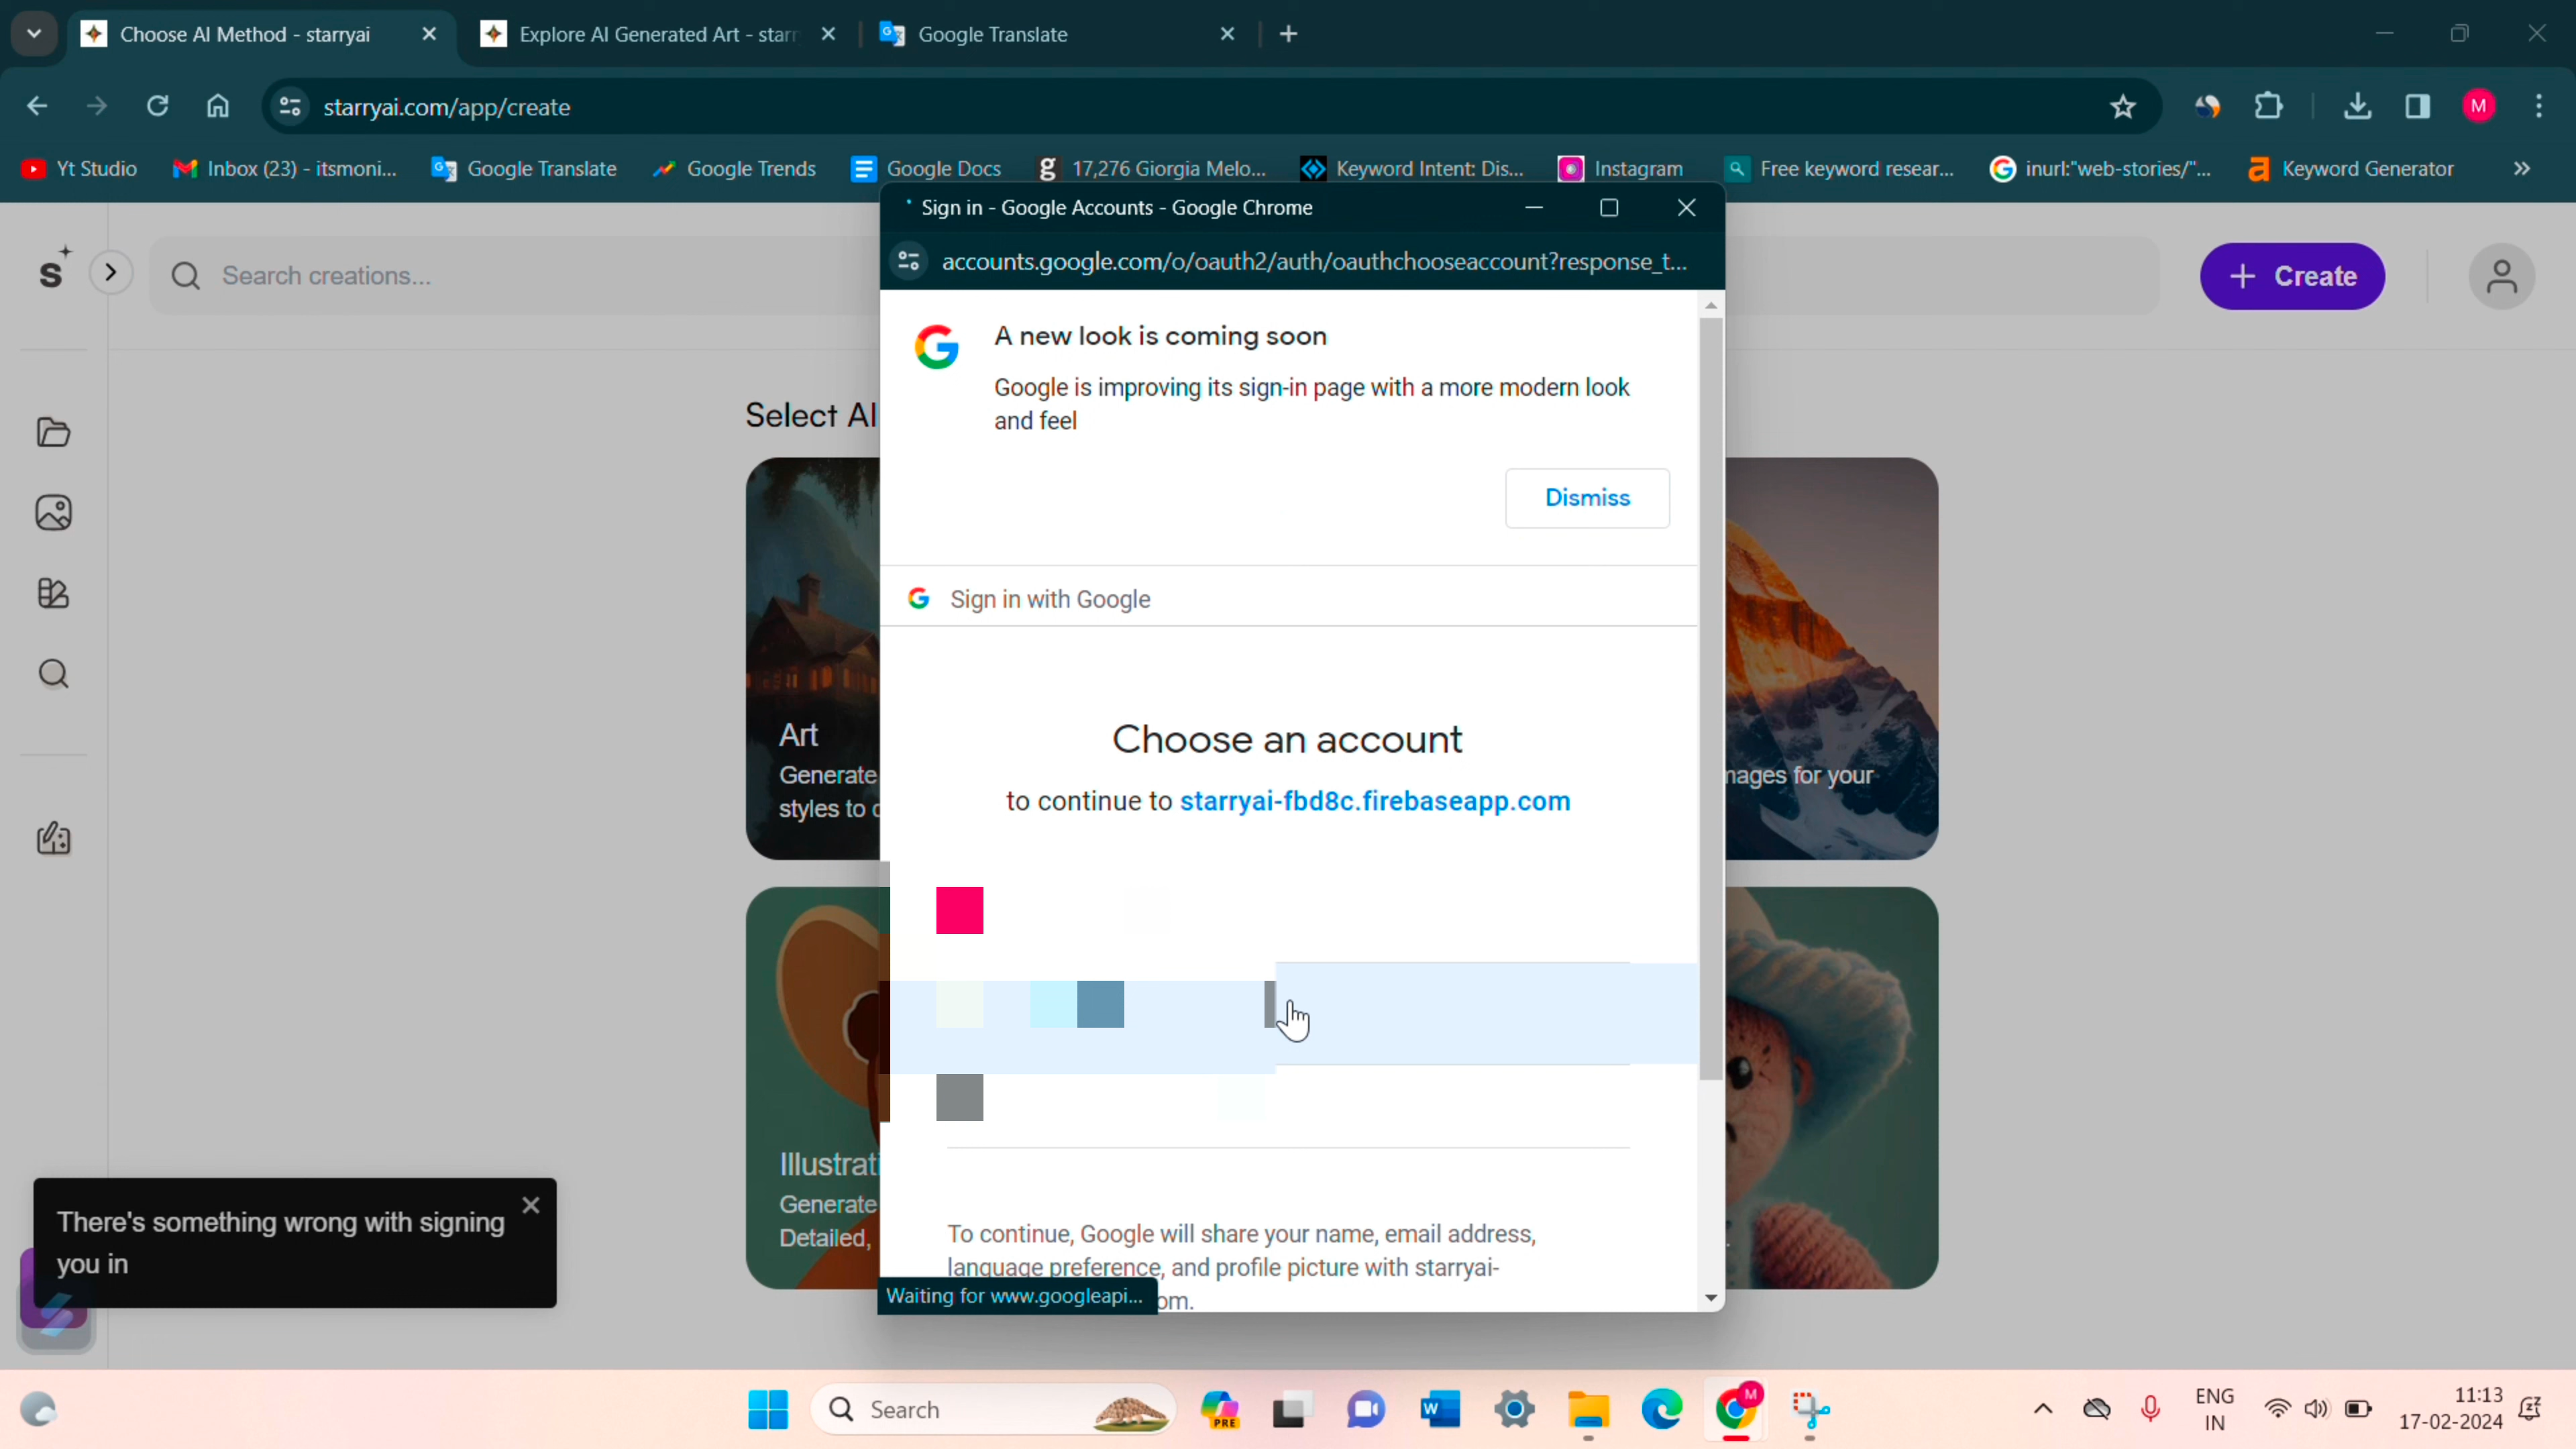 Choose AI Method - starryai
Explore AI Generated Art - starr
Google Translate
starryai.com/app/create
M
Yt Studio
Inbox (23) - itsmoni...
Google Translate
Google Trends
Google Docs
17,276 Giorgia Melo...
Keyword Intent: Dis...
Instagram
Free keyword resear...
inurl:"web-stories/"...
Keyword Generator
Sign in - Google Accounts - Google Chrome
accounts.google.com/o/oauth2/auth/oauthchooseaccount?response_t...
s
Search creations...
+ Create
A new look is coming soon
Google is improving its sign-in page with a more modern look
and feel
Dismiss
Select AI
Sign in with Google
Choose an account
to continue to starryai-fbd8c.firebaseapp.com
Art
Generate
styles to
mages for your
Illustrati
Generate
Detailed,
There's something wrong with signing
you in
To continue, Google will share your name, email address,
language preference, and profile picture with starryai-
om.
Waiting for www.googleapi...
Search
PRE
W
M
ENG
IN
11:13
17-02-2024